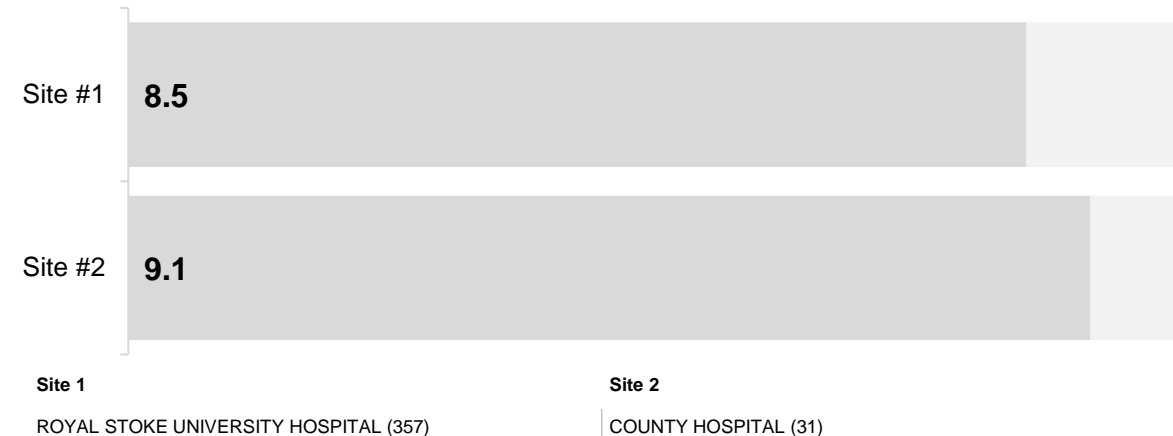 Site #1
8.5
Site #2
9.1
Site 1
Site 2
ROYAL STOKE UNIVERSITY HOSPITAL (357)
COUNTY HOSPITAL (31)